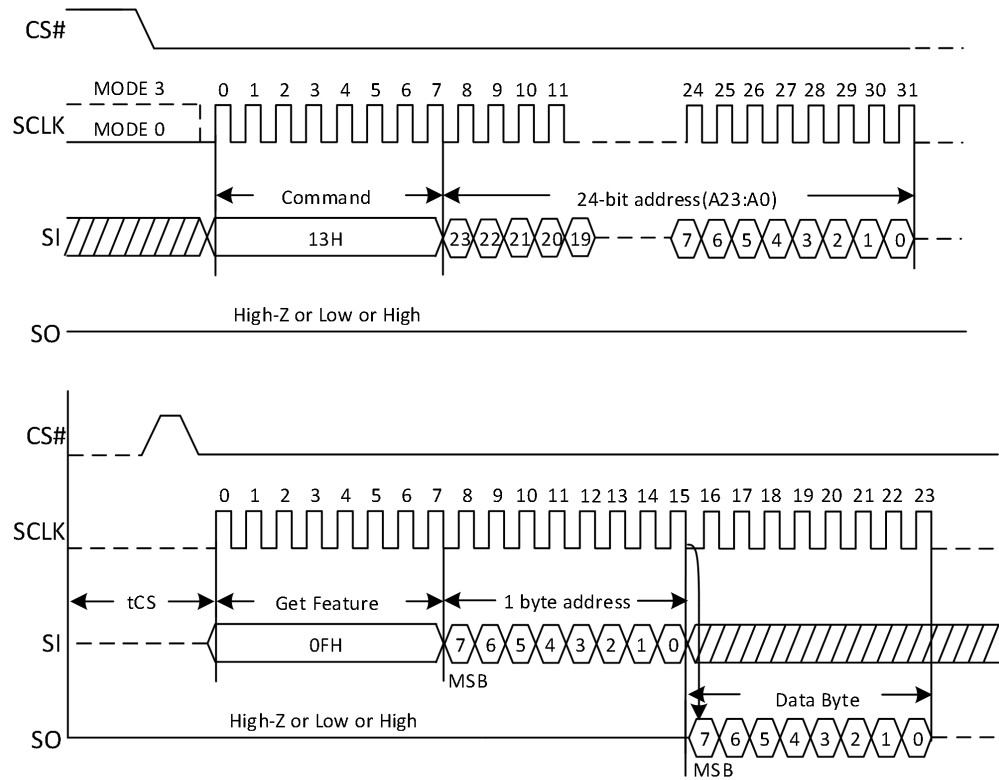 CS#
MODE 3
0 1 2 3 4 5 6 7 8 9 10 11 24 25 26 27 28 29 30 31
SCLK
MODE 0
Command
24-bit address(A23:A0)
SI
13H
23 22 21 20 19 7 6 5 4 3 2 1 0
High-Z or Low or High
SO
CS#
0 1 2 3 4 5 6 7 8 9 10 11 12 13 14 15 16 17 18 19 20 21 22 23
SCLK
tCS
Get Feature
1 byte address
SI
0FH
7 6 5 4 3 2 1 0
MSB
Data Byte
High-Z or Low or High
SO
7 6 5 4 3 2 1 0
MSB